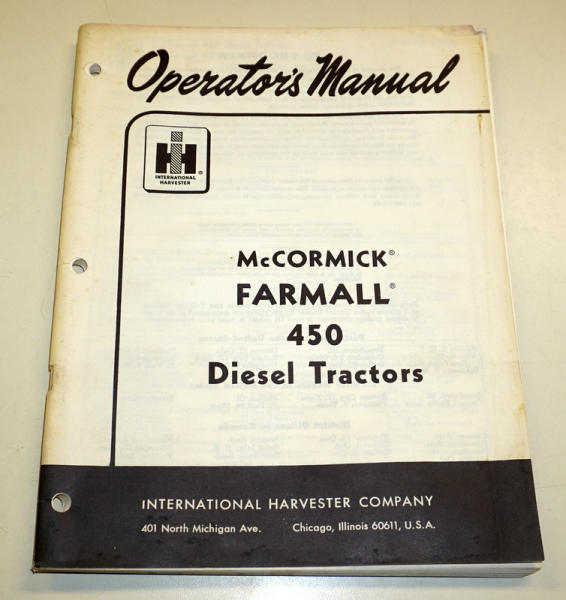 Operator's Manual
IH
®
INTERNATIONAL
HARVESTER
McCORMICK®
FARMALL®
450
Diesel Tractors
INTERNATIONAL HARVESTER COMPANY
401 North Michigan Ave. Chicago, Illinois 60611, U.S.A.